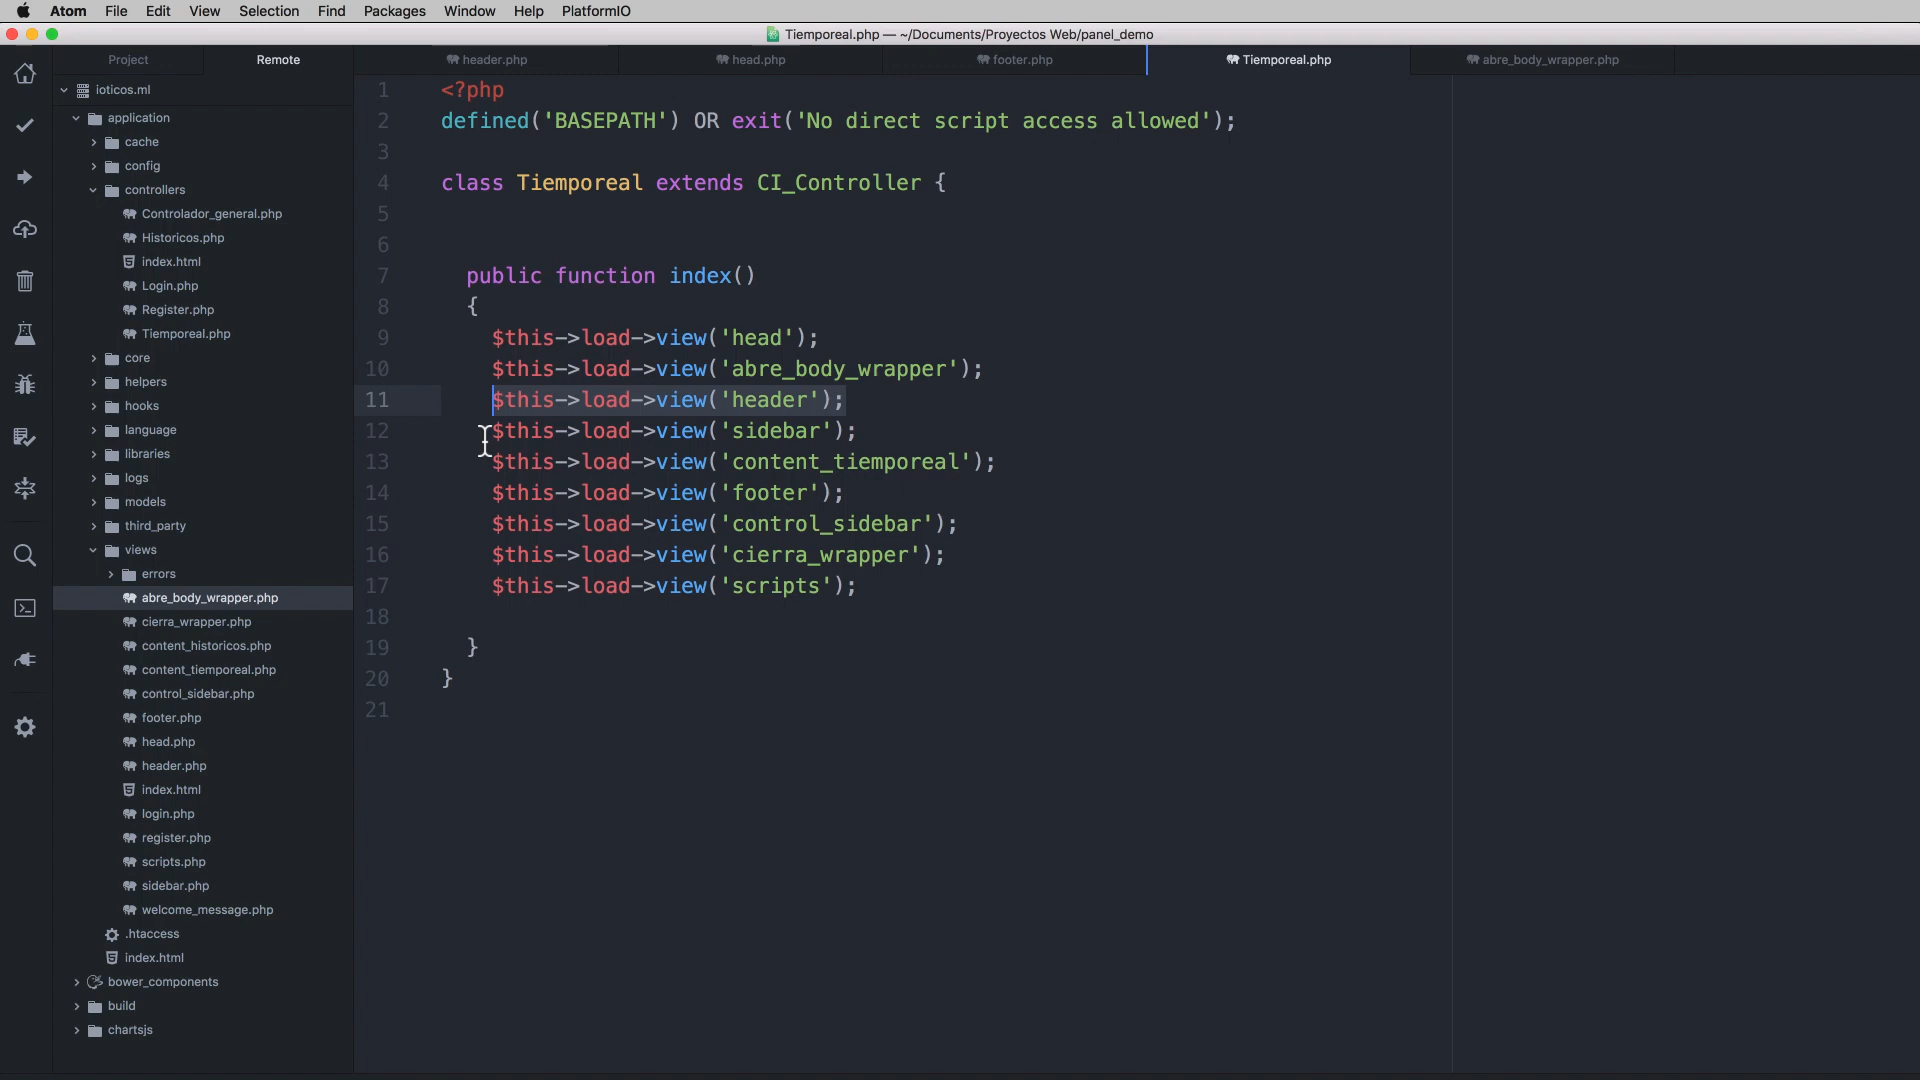 Atom File Edit View Selection Find Packages Window Help PlatformIO
Tiemporeal.php — ~/Documents/Proyectos Web/panel_demo
Project Remote header.php head.php footer.php Tiemporeal.php abre_body_wrapper.php
ioticos.ml
application
cache
config
controllers
Controlador_general.php
Historicos.php
index.html
Login.php
Register.php
Tiemporeal.php
core
helpers
hooks
language
libraries
logs
models
third_party
views
errors
abre_body_wrapper.php
cierra_wrapper.php
content_historicos.php
content_tiemporeal.php
control_sidebar.php
footer.php
head.php
header.php
index.html
login.php
register.php
scripts.php
sidebar.php
welcome_message.php
.htaccess
index.html
bower_components
build
chartsjs
1 <?php
2 defined('BASEPATH') OR exit('No direct script access allowed');
3
4 class Tiemporeal extends CI_Controller {
5
6
7 public function index()
8 {
9 $this->load->view('head');
10 $this->load->view('abre_body_wrapper');
11 $this->load->view('header');
12 $this->load->view('sidebar');
13 $this->load->view('content_tiemporeal');
14 $this->load->view('footer');
15 $this->load->view('control_sidebar');
16 $this->load->view('cierra_wrapper');
17 $this->load->view('scripts');
18
19 }
20 }
21